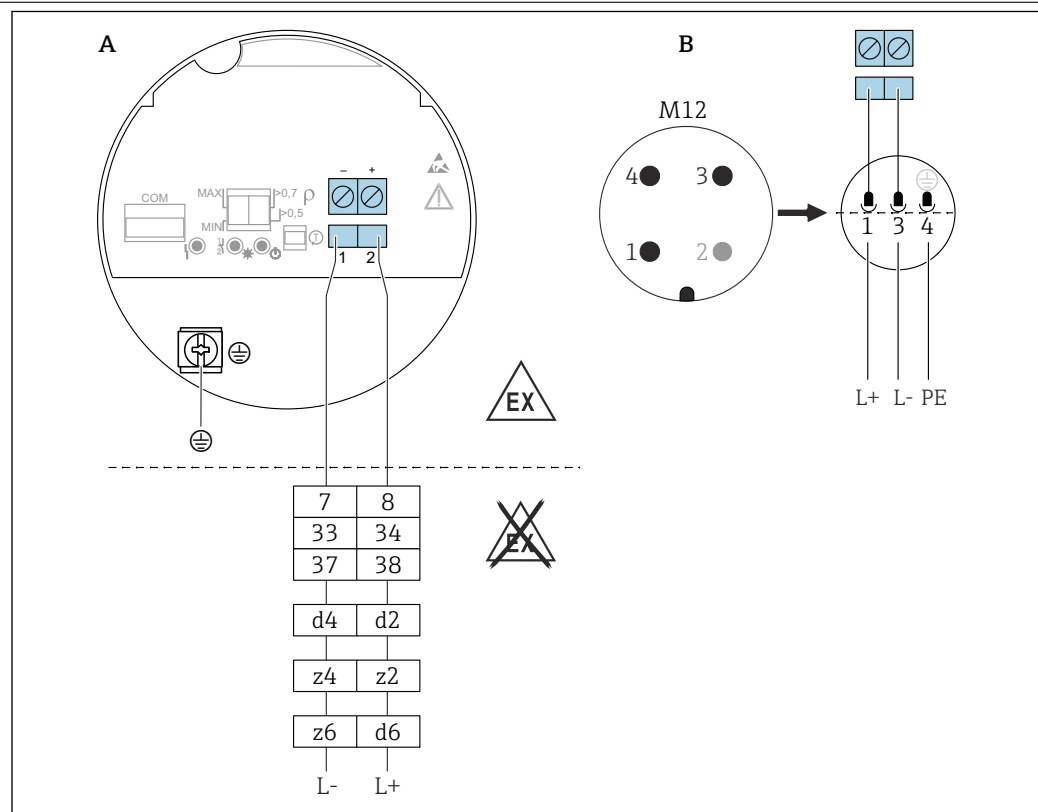 A
B
M12
4 3
1 2
1 3 4
L+ L- PE
– +
COM
MAX
>0,7 ρ
MIN
>0,5
1 2
EX
7 8
33 34
37 38
EX
d4 d2
z4 z2
z6 d6
L- L+